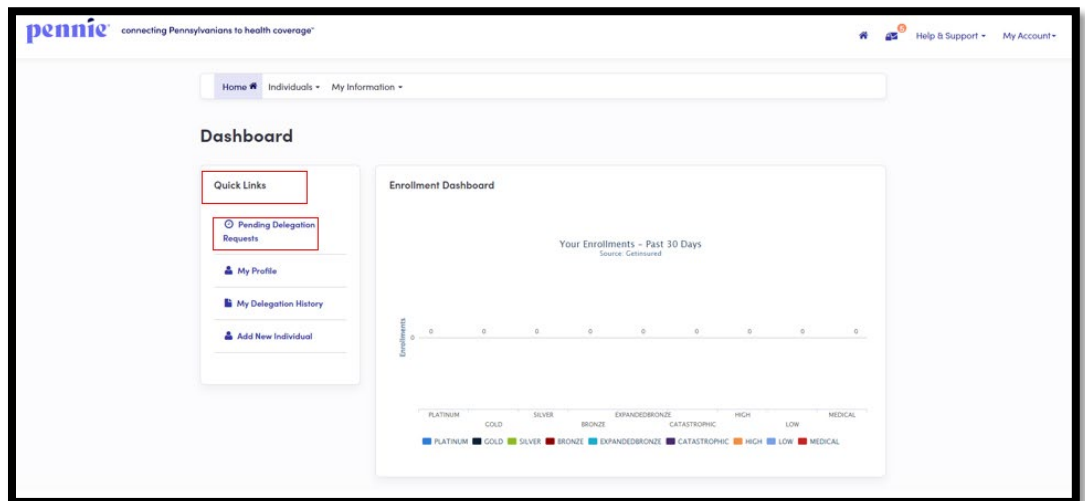 pennie connecting Pennsylvanians to health coverage™
5
Help & Support
My Account
Home Individuals My Information
Dashboard
Quick Links
Pending Delegation
Requests
My Profile
My Delegation History
Add New Individual
Enrollment Dashboard
Your Enrollments - Past 30 Days
Source: Getinsured
Enrollments
0
0 0 0 0 0 0 0 0 0
PLATINUM SILVER EXPANDEDBRONZE HIGH MEDICAL
GOLD BRONZE CATASTROPHIC LOW
PLATINUM GOLD SILVER BRONZE EXPANDEDBRONZE CATASTROPHIC HIGH LOW MEDICAL